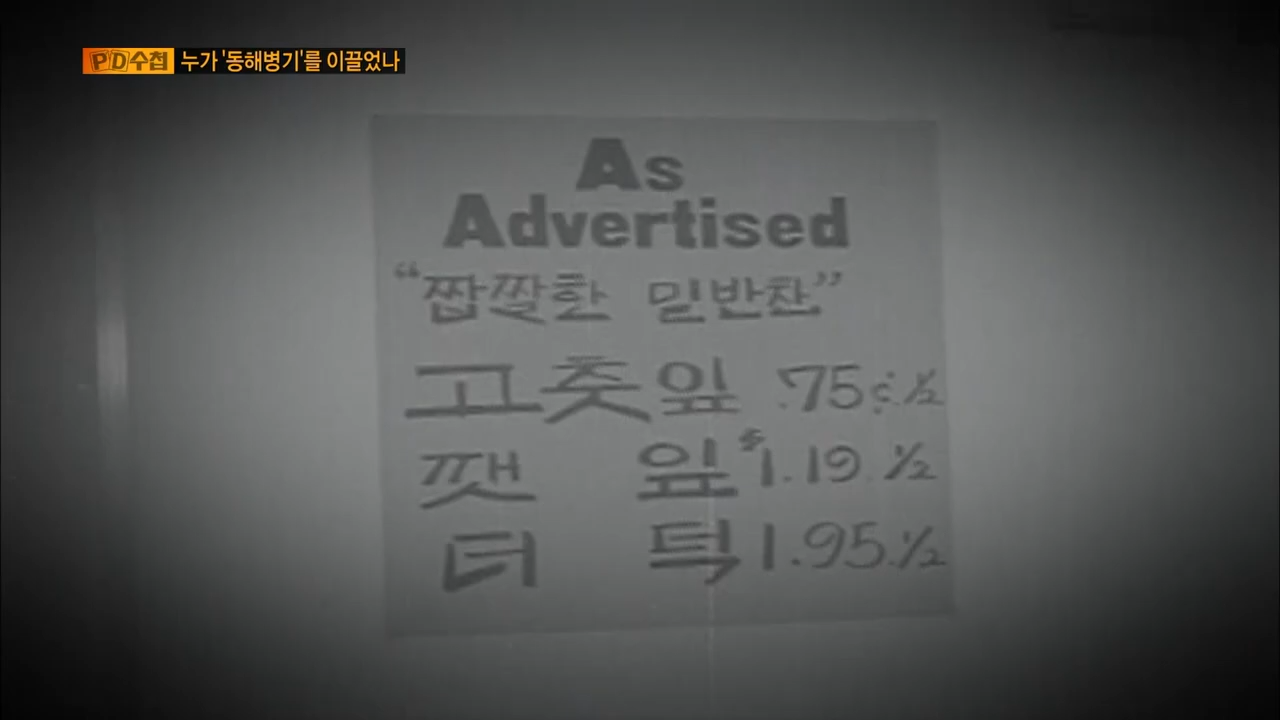 PD수첩 누가 '동해병기'를 이끌었나
As
Advertised
“짭짤한 밑반찬”
고춧잎 .75¢ ½
깻 잎 $1.19 ½
더 덕 1.95 ½